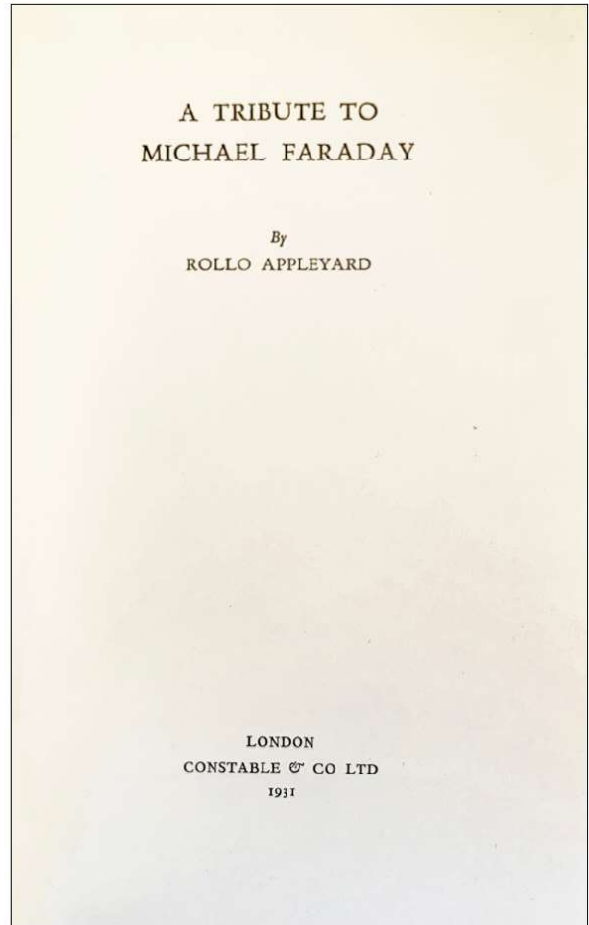 A TRIBUTE TO
MICHAEL FARADAY
By
ROLLO APPLEYARD
LONDON
CONSTABLE & CO LTD
1931